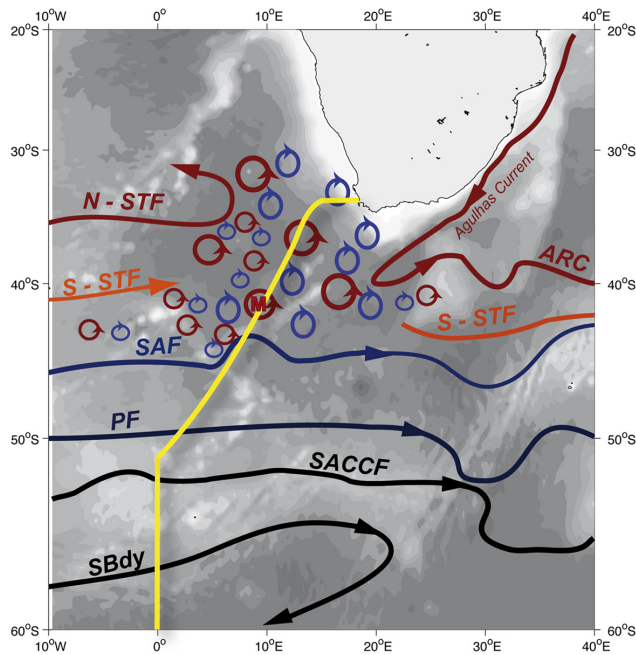 10°W 0° 10°E 20°E 30°E 40°E
20°S 20°S
30°S 30°S
Agulhas Current
N - STF
ARC
S - STF
40°S 40°S
M
S - STF
SAF
PF
50°S 50°S
SACCF
SBdy
60°S 60°S
10°W 0° 10°E 20°E 30°E 40°E